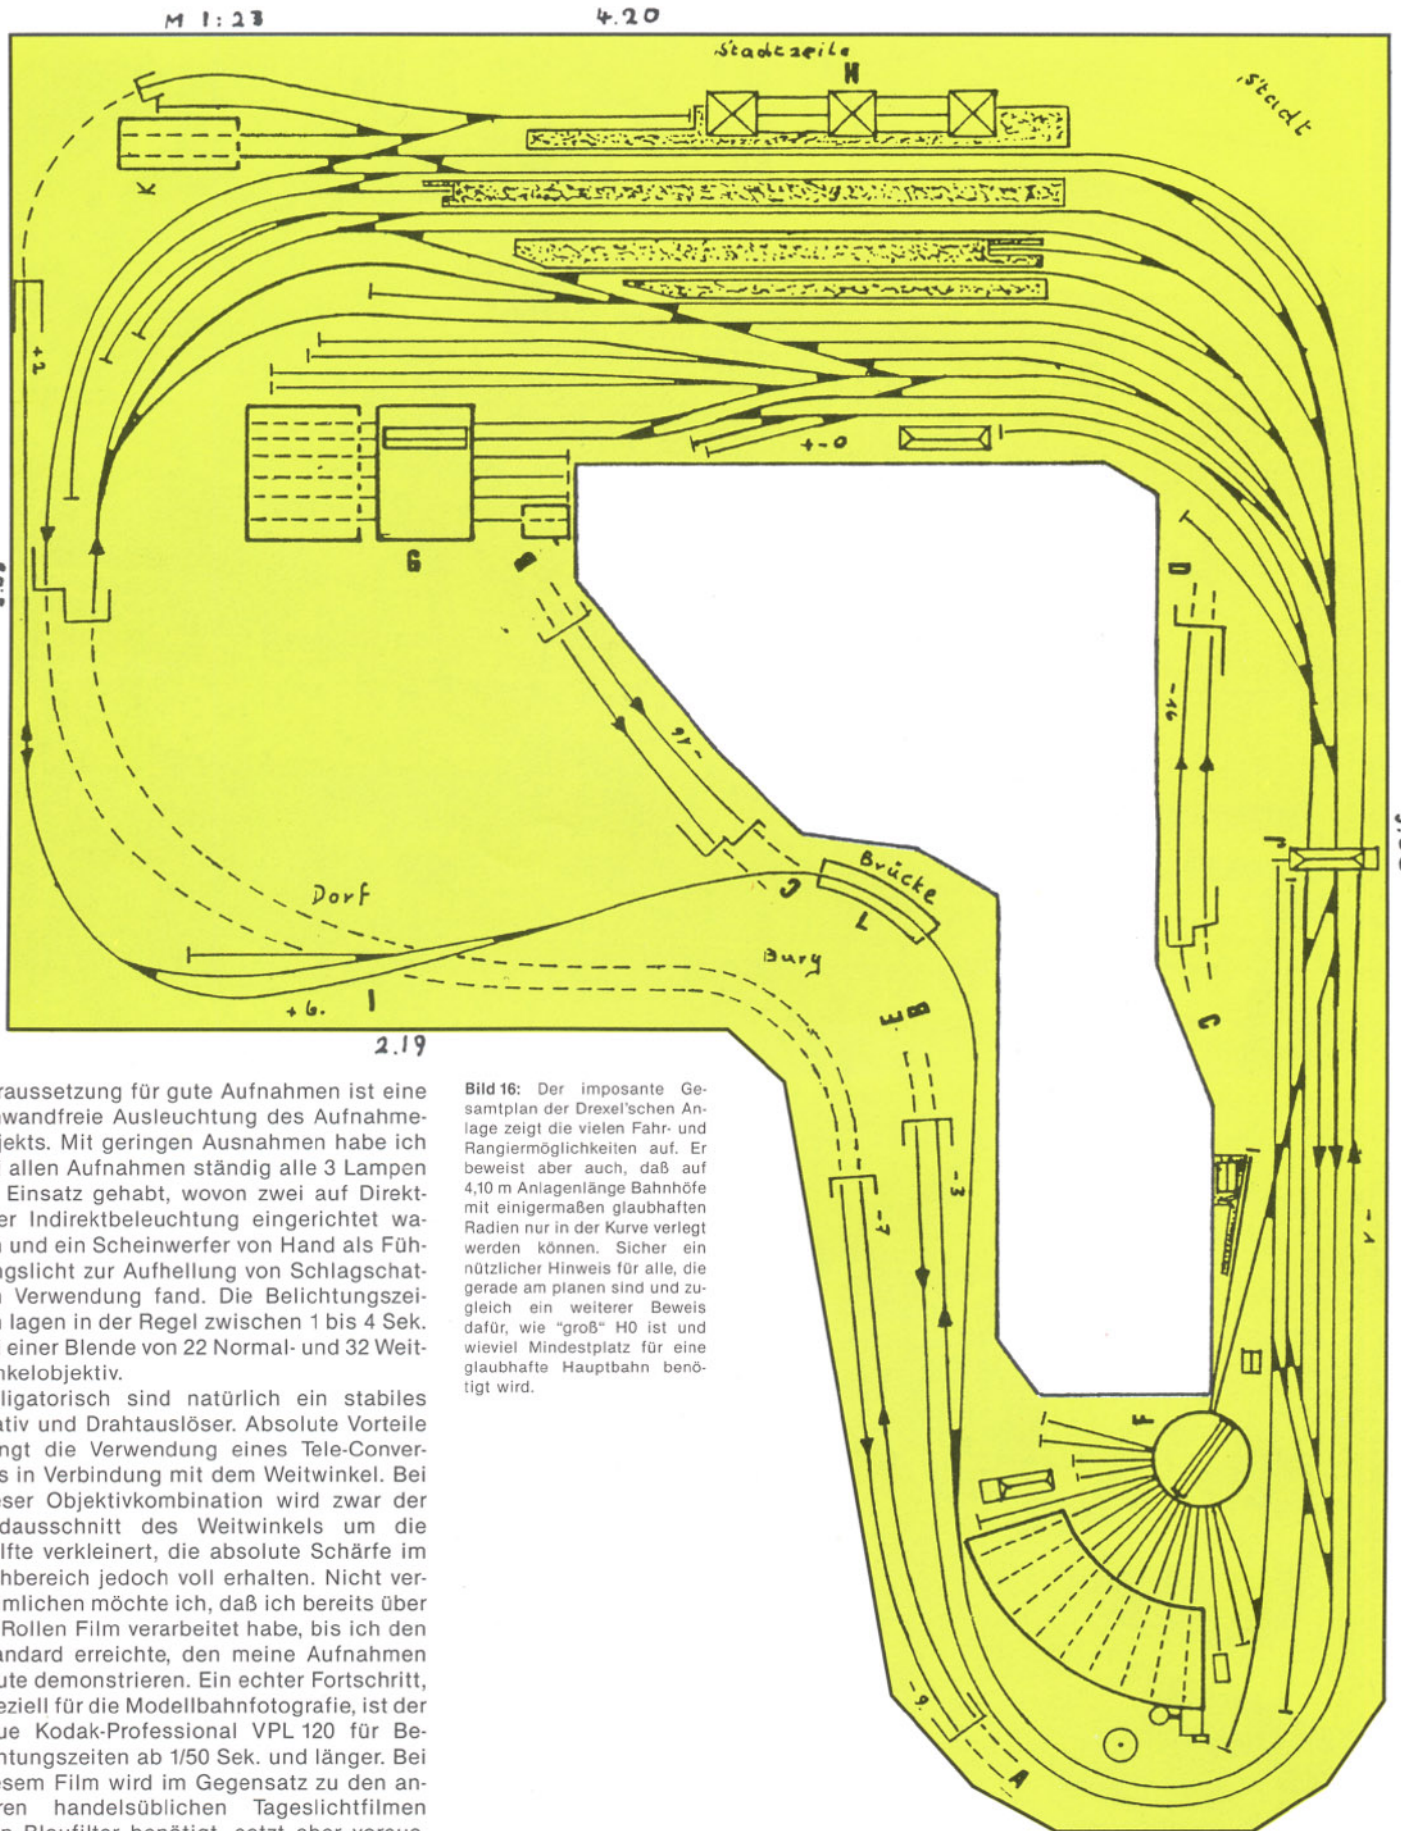 M 1:23
4.20
Stadtzeile
H
Stadt
K
+2
+-0
G
B
D
-16
-16
J
Dorf
Brücke
L
J
Burg
E B
C
+6.
I
2.19
-3
-7
-1
F
-9
A
raussetzung für gute Aufnahmen ist eine
nwandfreie Ausleuchtung des Aufnahme-
jekts. Mit geringen Ausnahmen habe ich
allen Aufnahmen ständig alle 3 Lampen
Einsatz gehabt, wovon zwei auf Direkt-
er Indirektbeleuchtung eingerichtet wa-
n und ein Scheinwerfer von Hand als Füh-
ngslicht zur Aufhellung von Schlagschat-
n Verwendung fand. Die Belichtungszei-
n lagen in der Regel zwischen 1 bis 4 Sek.
einer Blende von 22 Normal- und 32 Weit-
nkelobjektiv.
ligatorisch sind natürlich ein stabiles
ativ und Drahtauslöser. Absolute Vorteile
ngt die Verwendung eines Tele-Conver-
s in Verbindung mit dem Weitwinkel. Bei
eser Objektivkombination wird zwar der
dausschnitt des Weitwinkels um die
lfte verkleinert, die absolute Schärfe im
chbereich jedoch voll erhalten. Nicht ver-
mlichen möchte ich, daß ich bereits über
Rollen Film verarbeitet habe, bis ich den
andard erreichte, den meine Aufnahmen
ute demonstrieren. Ein echter Fortschritt,
eziell für die Modellbahnfotografie, ist der
ue Kodak-Professional VPL 120 für Be-
htungszeiten ab 1/50 Sek. und länger. Bei
esem Film wird im Gegensatz zu den an-
ren handelsüblichen Tageslichtfilmen
n Blaufilter benötigt, setzt aber voraus,
Bild 16: Der imposante Ge-
samtplan der Drexel'schen An-
lage zeigt die vielen Fahr- und
Rangiermöglichkeiten auf. Er
beweist aber auch, daß auf
4,10 m Anlagenlänge Bahnhöfe
mit einigermaßen glaubhaften
Radien nur in der Kurve verlegt
werden können. Sicher ein
nützlicher Hinweis für alle, die
gerade am planen sind und zu-
gleich ein weiterer Beweis
dafür, wie "groß" H0 ist und
wieviel Mindestplatz für eine
glaubhafte Hauptbahn benö-
tigt wird.